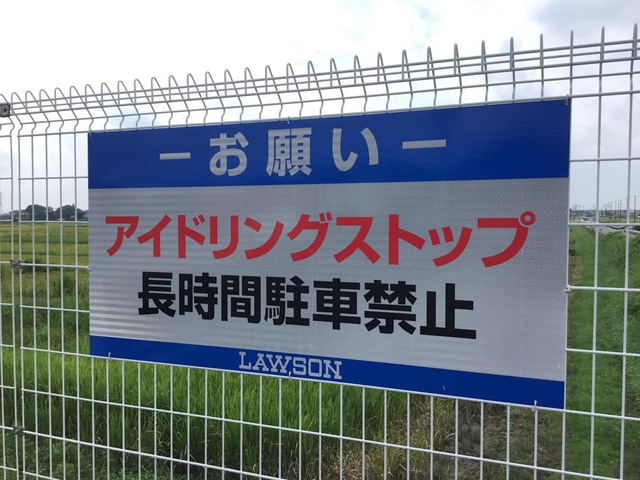 ーお願いー
アイドリングストップ
長時間駐車禁止
LAWSON